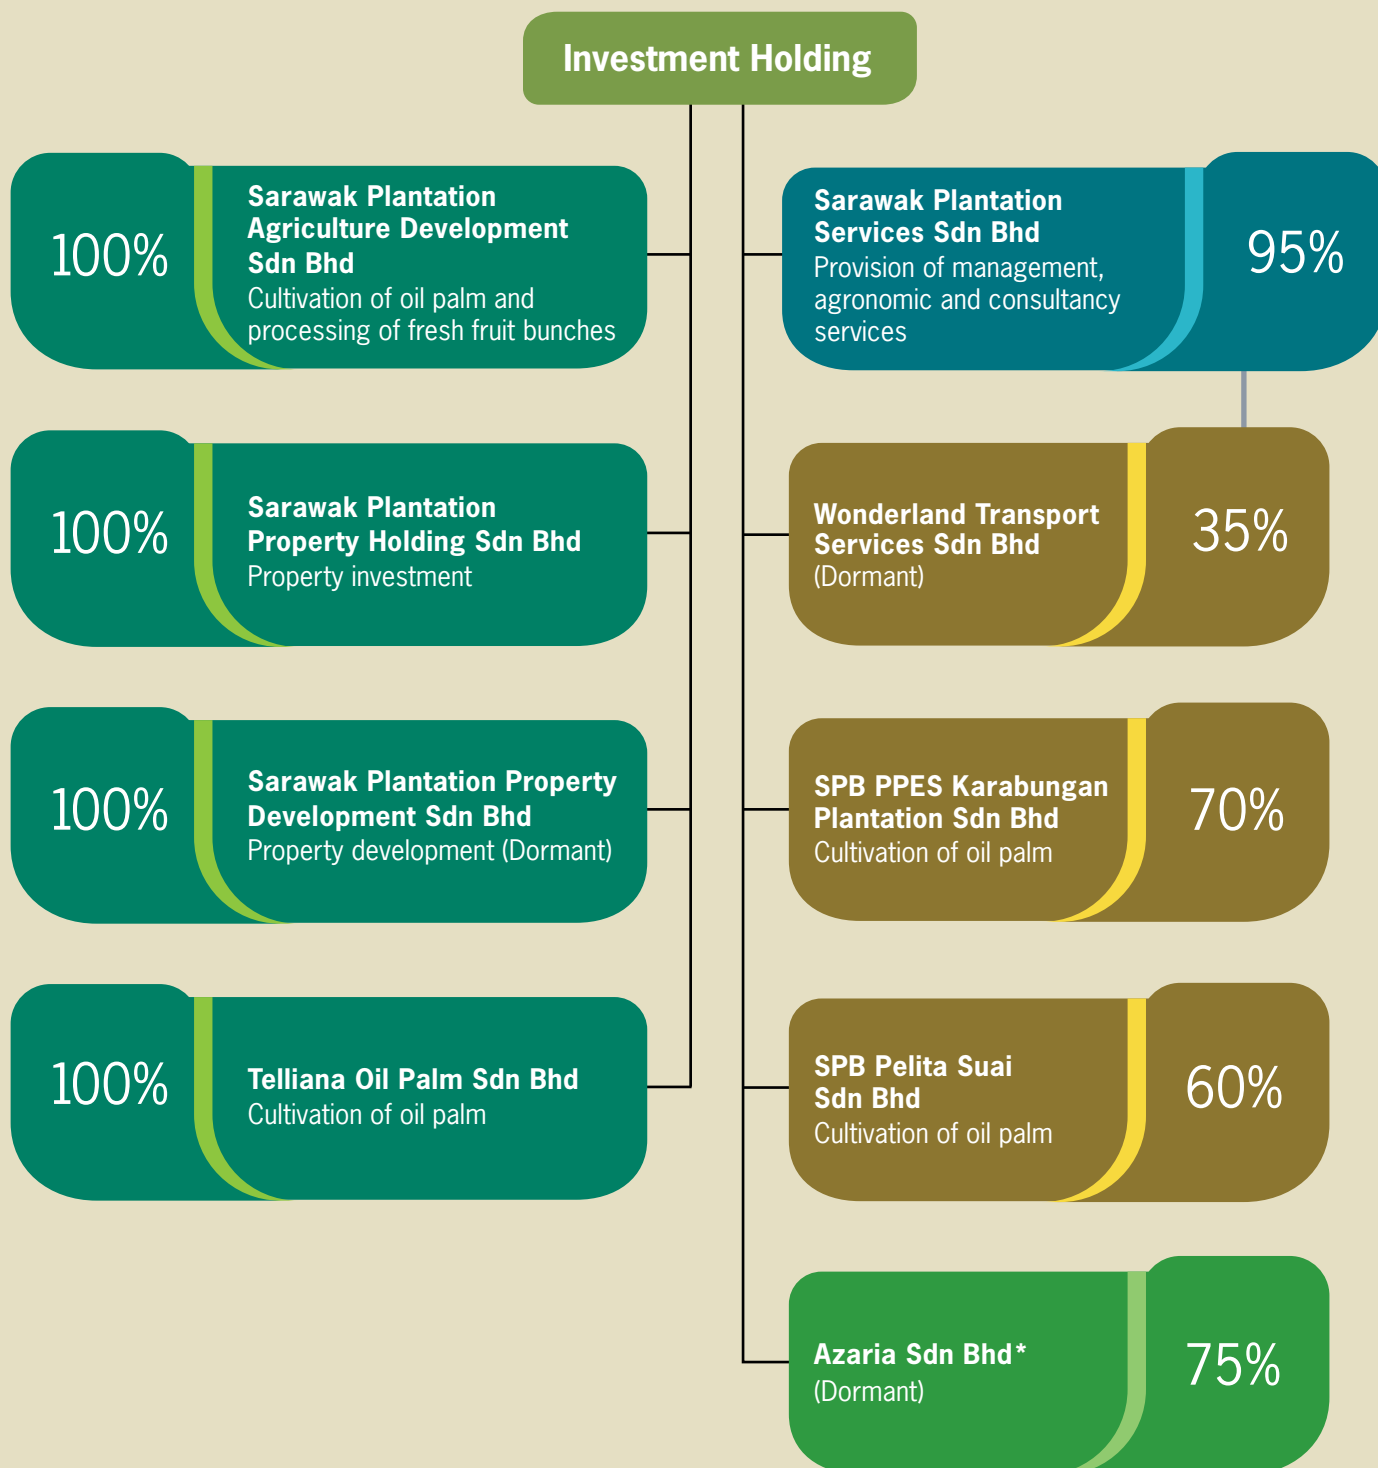 Investment Holding
100%
Sarawak Plantation
Agriculture Development
Sdn Bhd
Cultivation of oil palm and
processing of fresh fruit bunches
100%
Sarawak Plantation
Property Holding Sdn Bhd
Property investment
100%
Sarawak Plantation Property
Development Sdn Bhd
Property development (Dormant)
100%
Telliana Oil Palm Sdn Bhd
Cultivation of oil palm
Sarawak Plantation
Services Sdn Bhd
Provision of management,
agronomic and consultancy
services
95%
Wonderland Transport
Services Sdn Bhd
(Dormant)
35%
SPB PPES Karabungan
Plantation Sdn Bhd
Cultivation of oil palm
70%
SPB Pelita Suai
Sdn Bhd
Cultivation of oil palm
60%
Azaria Sdn Bhd*
(Dormant)
75%